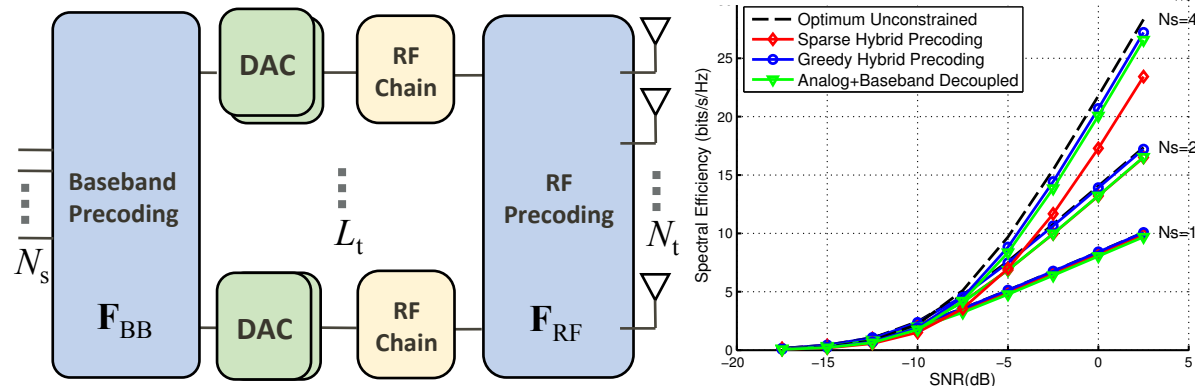 Baseband
Precoding
N_s
F_BB
DAC
RF
Chain
L_t
DAC
RF
Chain
RF
Precoding
F_RF
N_t
Optimum Unconstrained
Sparse Hybrid Precoding
Greedy Hybrid Precoding
Analog+Baseband Decoupled
Ns=4
Ns=2
Ns=1
Spectral Efficiency (bits/s/Hz)
25
20
15
10
5
0
−20
−15
−10
−5
0
5
SNR(dB)